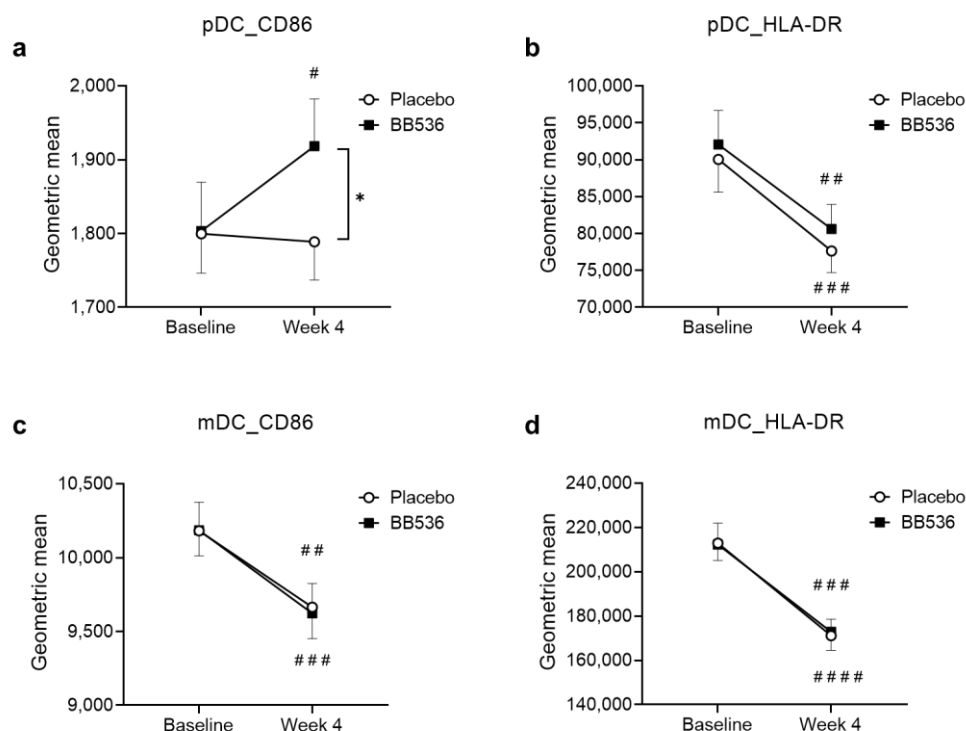 a
pDC_CD86
#
2,000
1,900
1,800
1,700
Geometric mean
*
Placebo
BB536
Baseline
Week 4
b
pDC_HLA-DR
100,000
95,000
90,000
85,000
80,000
75,000
70,000
Geometric mean
# #
# # #
Placebo
BB536
Baseline
Week 4
c
mDC_CD86
10,500
10,000
9,500
9,000
Geometric mean
# #
# # #
Placebo
BB536
Baseline
Week 4
d
mDC_HLA-DR
240,000
220,000
200,000
180,000
160,000
140,000
Geometric mean
# # #
# # # #
Placebo
BB536
Baseline
Week 4